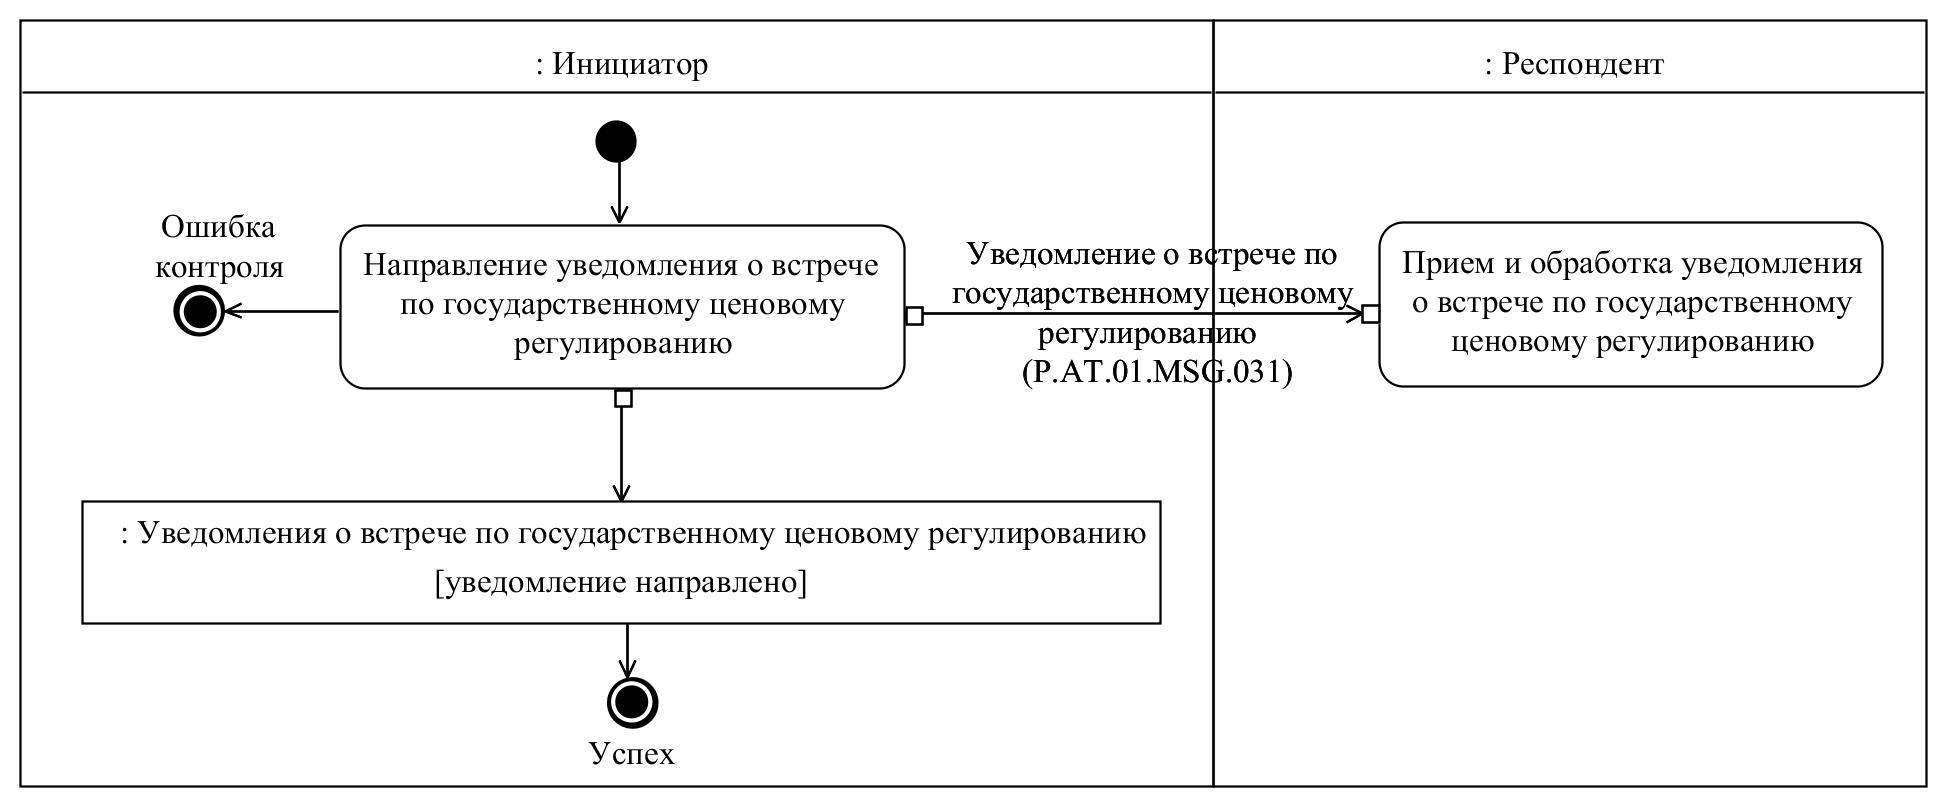 : Инициатор
: Респондент
Ошибка
контроля
Направление уведомления о встрече
по государственному ценовому
регулированию
Уведомление о встрече по
государственному ценовому
регулированию
(P.AT.01.MSG.031)
Прием и обработка уведомления
о встрече по государственному
ценовому регулированию
: Уведомления о встрече по государственному ценовому регулированию
[уведомление направлено]
Успех